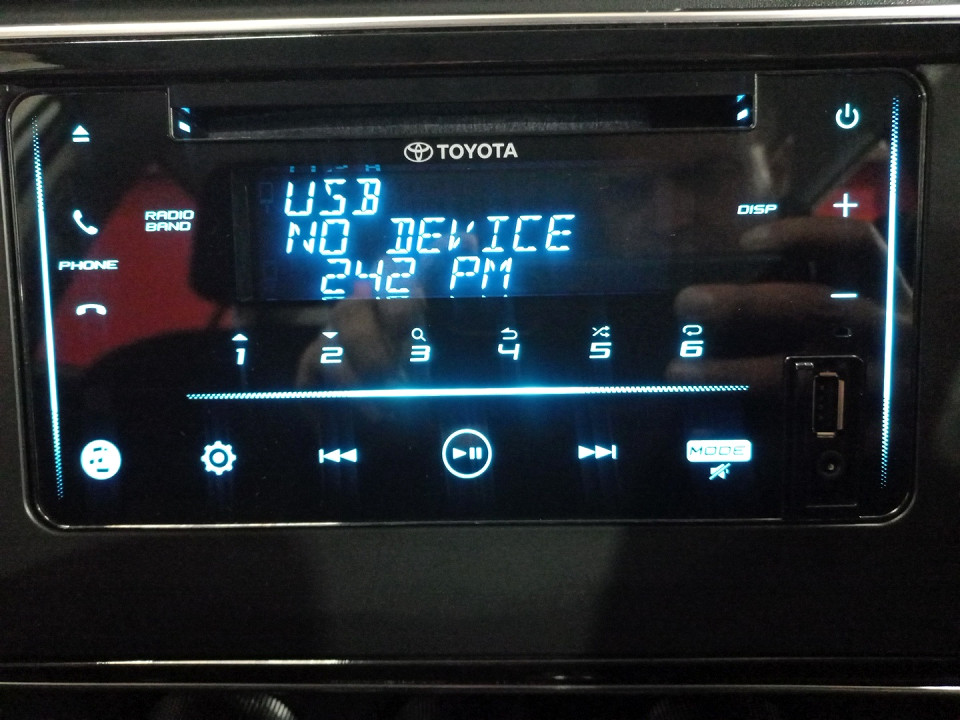 TOYOTA
USB
NO DEVICE
242 PM
RADIO
BAND
DISP
PHONE
1 2 3 4 5 6
MODE